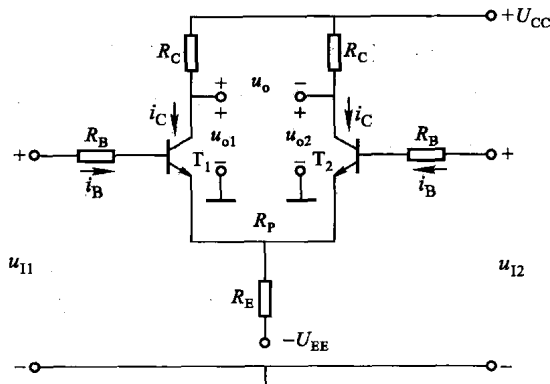 +U_CC
R_C
R_C
+ u_o −
i_C
+
+
i_C
R_B
u_o1
u_o2
R_B
+
T_1
−
−
T_2
+
i_B
i_B
R_P
u_I1
u_I2
R_E
−U_EE
−
−